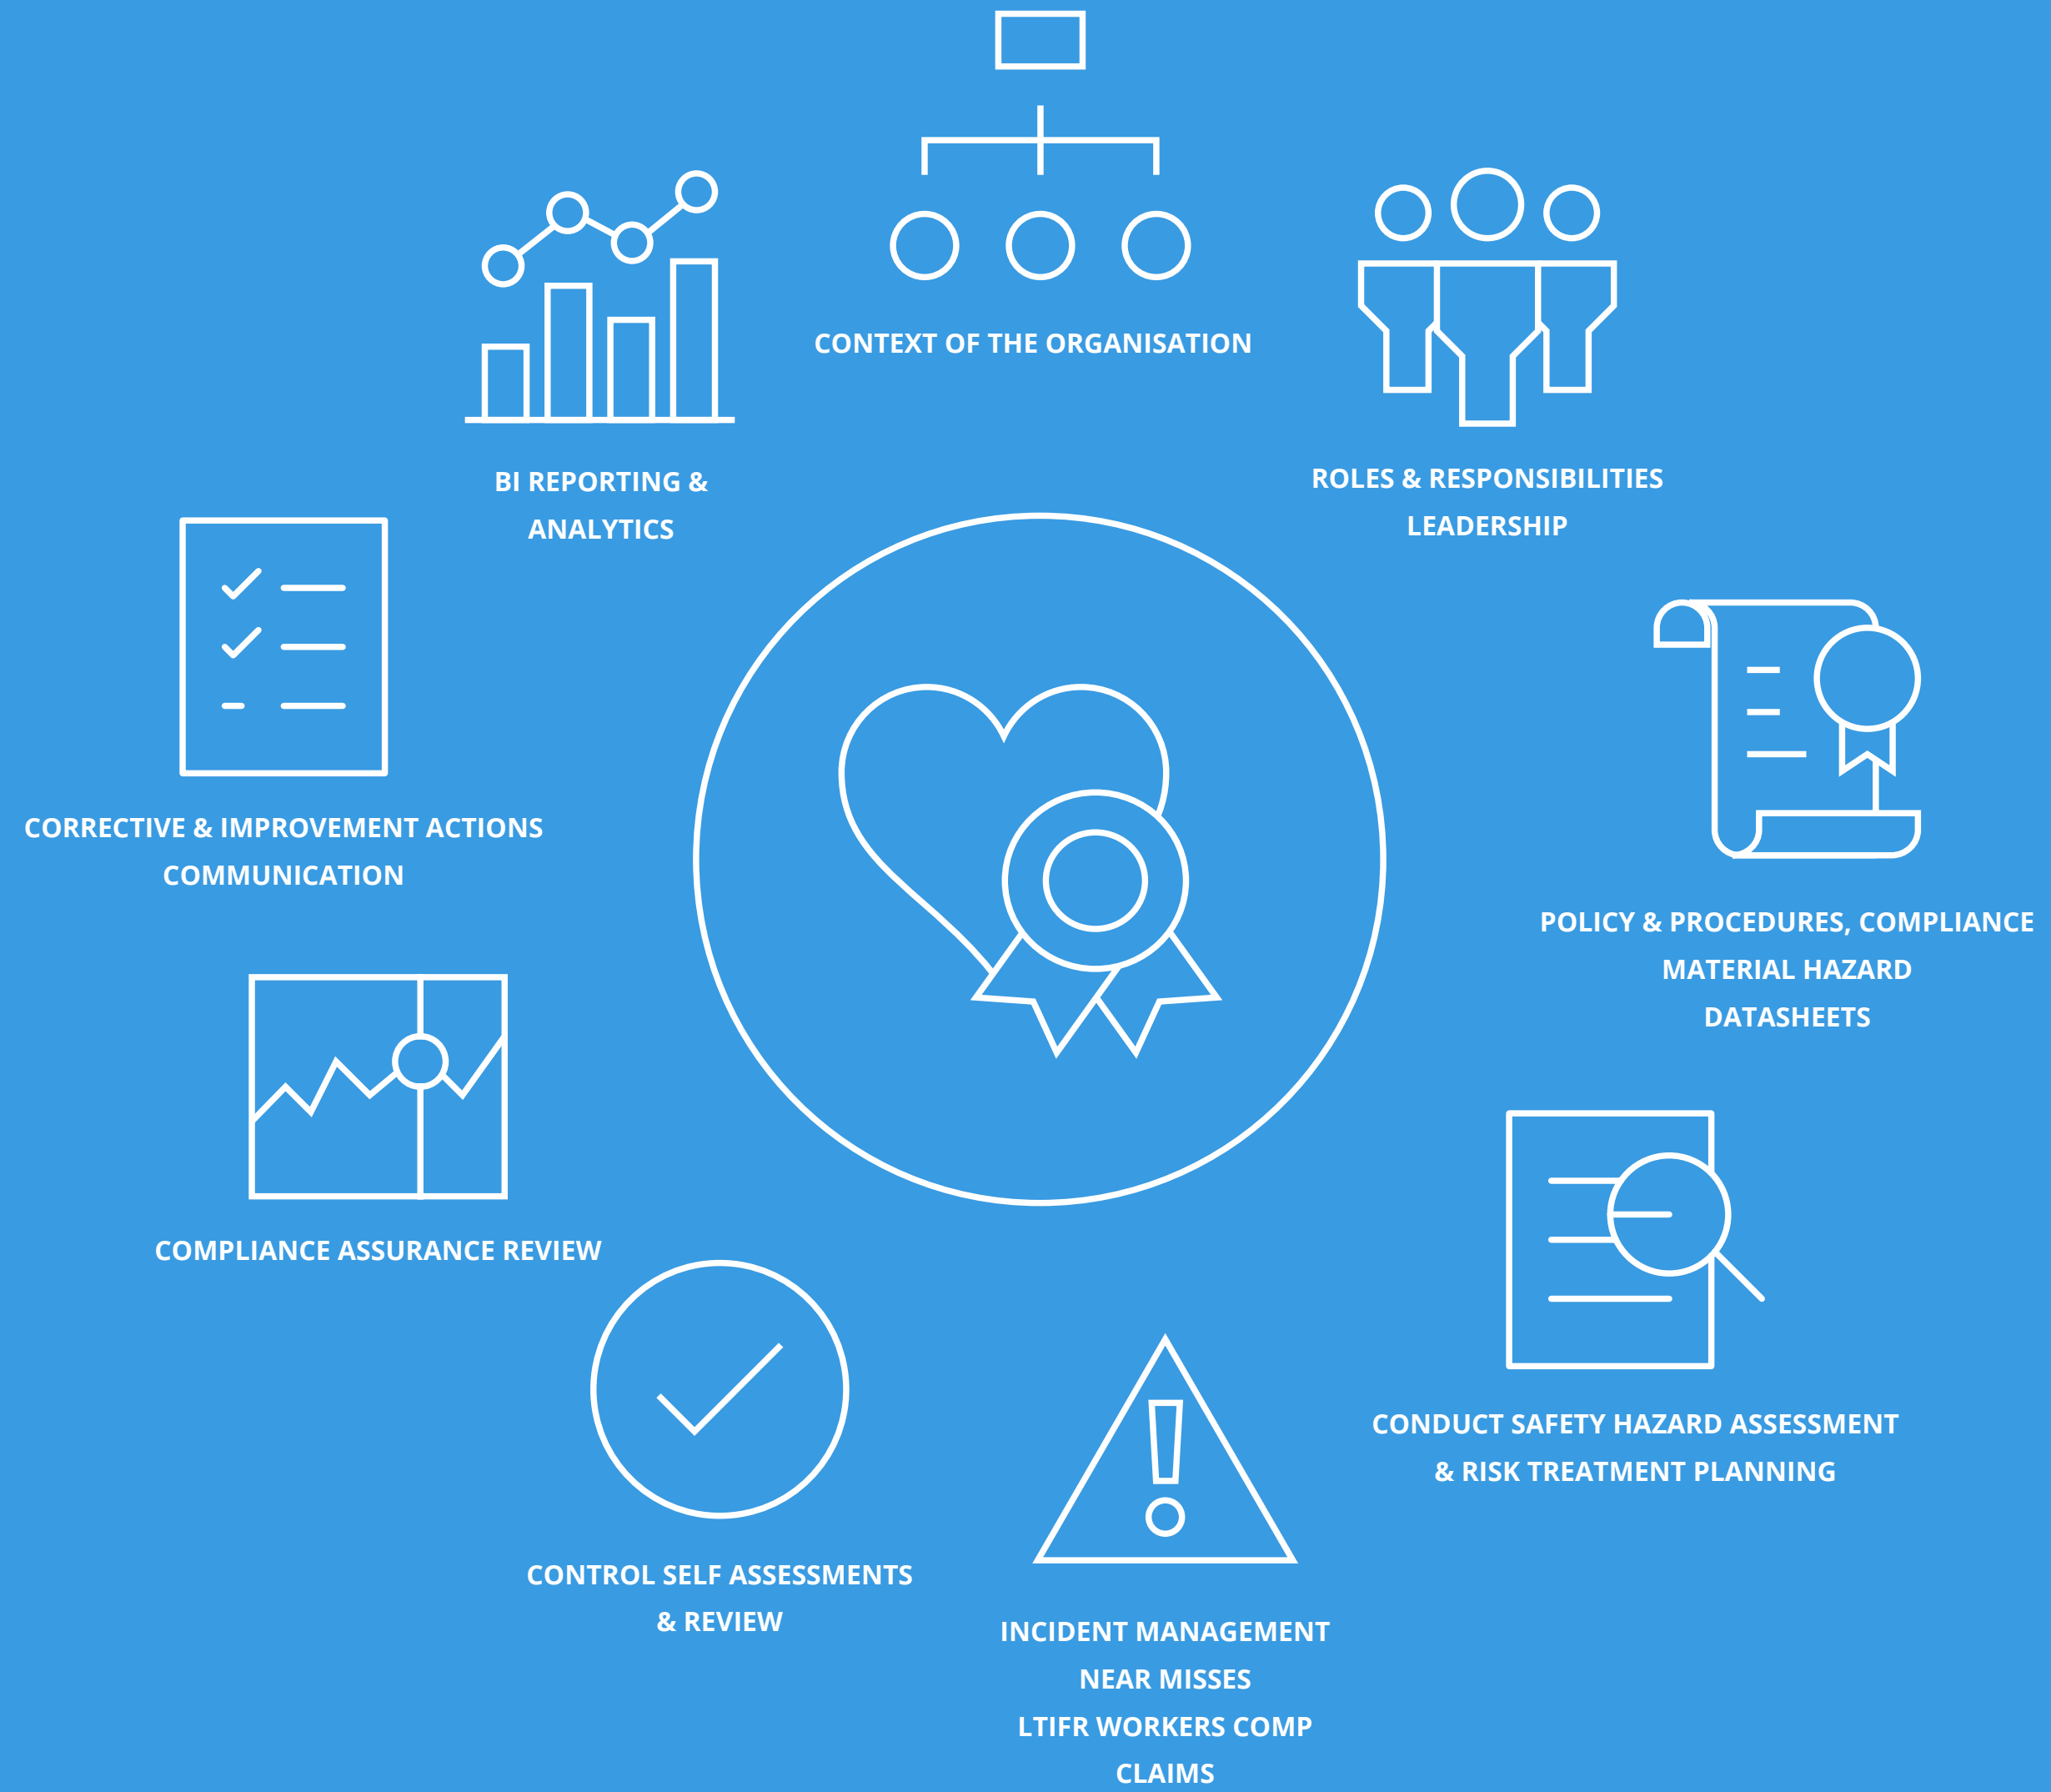 CONTEXT OF THE ORGANISATION
ROLES & RESPONSIBILITIES
LEADERSHIP
POLICY & PROCEDURES, COMPLIANCE
MATERIAL HAZARD
DATASHEETS
CONDUCT SAFETY HAZARD ASSESSMENT
& RISK TREATMENT PLANNING
INCIDENT MANAGEMENT
NEAR MISSES
LTIFR WORKERS COMP
CLAIMS
CONTROL SELF ASSESSMENTS
& REVIEW
COMPLIANCE ASSURANCE REVIEW
CORRECTIVE & IMPROVEMENT ACTIONS
COMMUNICATION
BI REPORTING &
ANALYTICS